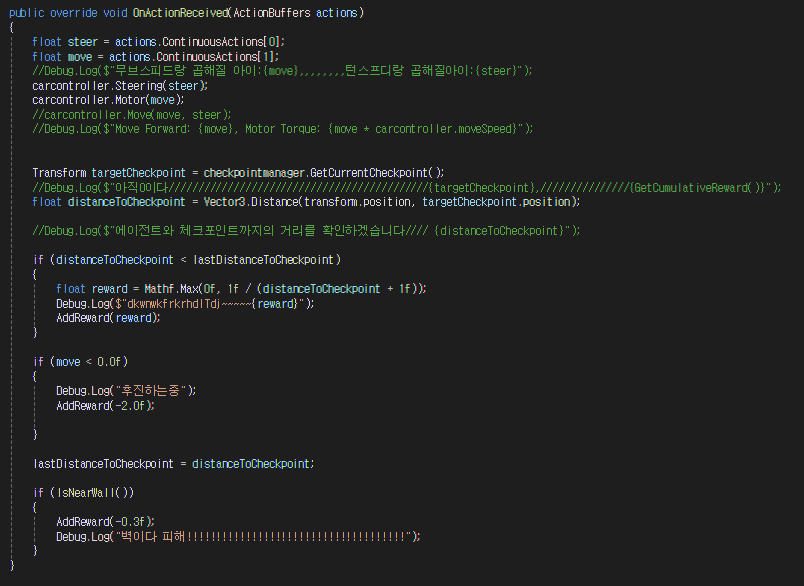 public override void OnActionReceived(ActionBuffers actions)
{
float steer = actions.ContinuousActions[0];
float move = actions.ContinuousActions[1];
//Debug.Log($"무브스피드랑 곱해질 아이:{move},,,,,,,,턴스프디랑 곱해질아이:{steer}");
carcontroller.Steering(steer);
carcontroller.Motor(move);
//carcontroller.Move(move, steer);
//Debug.Log($"Move Forward: {move}, Motor Torque: {move * carcontroller.moveSpeed}");
Transform targetCheckpoint = checkpointmanager.GetCurrentCheckpoint();
//Debug.Log($"아직0이다////////////////////////////////////////////{targetCheckpoint},///////////////{GetCumulativeReward()}");
float distanceToCheckpoint = Vector3.Distance(transform.position, targetCheckpoint.position);
//Debug.Log($"에이전트와 체크포인트까지의 거리를 확인하겠습니다//// {distanceToCheckpoint}");
if (distanceToCheckpoint < lastDistanceToCheckpoint)
{
float reward = Mathf.Max(0f, 1f / (distanceToCheckpoint + 1f));
Debug.Log($"dkwnwkfrkrhdlTdj~~~~~{reward}");
AddReward(reward);
}
if (move < 0.0f)
{
Debug.Log("후진하는중");
AddReward(-2.0f);
}
lastDistanceToCheckpoint = distanceToCheckpoint;
if (IsNearWall())
{
AddReward(-0.3f);
Debug.Log("벽이다 피해!!!!!!!!!!!!!!!!!!!!!!!!!!!!!!!!!!!!!");
}
}